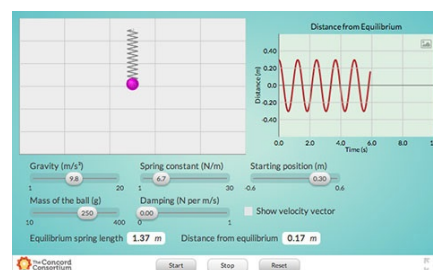 Distance from Equilibrium
Distance (m)
0.40
0.20
0.0
-0.20
-0.40
0.0 2.0 4.0 6.0 8.0 1
Time (s)
Gravity (m/s²) Spring constant (N/m) Starting position (m)
9.8 6.7 0.30
1 20 1 30 -0.6 0.6
Mass of the ball (g) Damping (N per m/s)
250 0.00 Show velocity vector
10 400 0 1
Equilibrium spring length 1.37 m Distance from equilibrium 0.17 m
The Concord
Consortium
Start Stop Reset